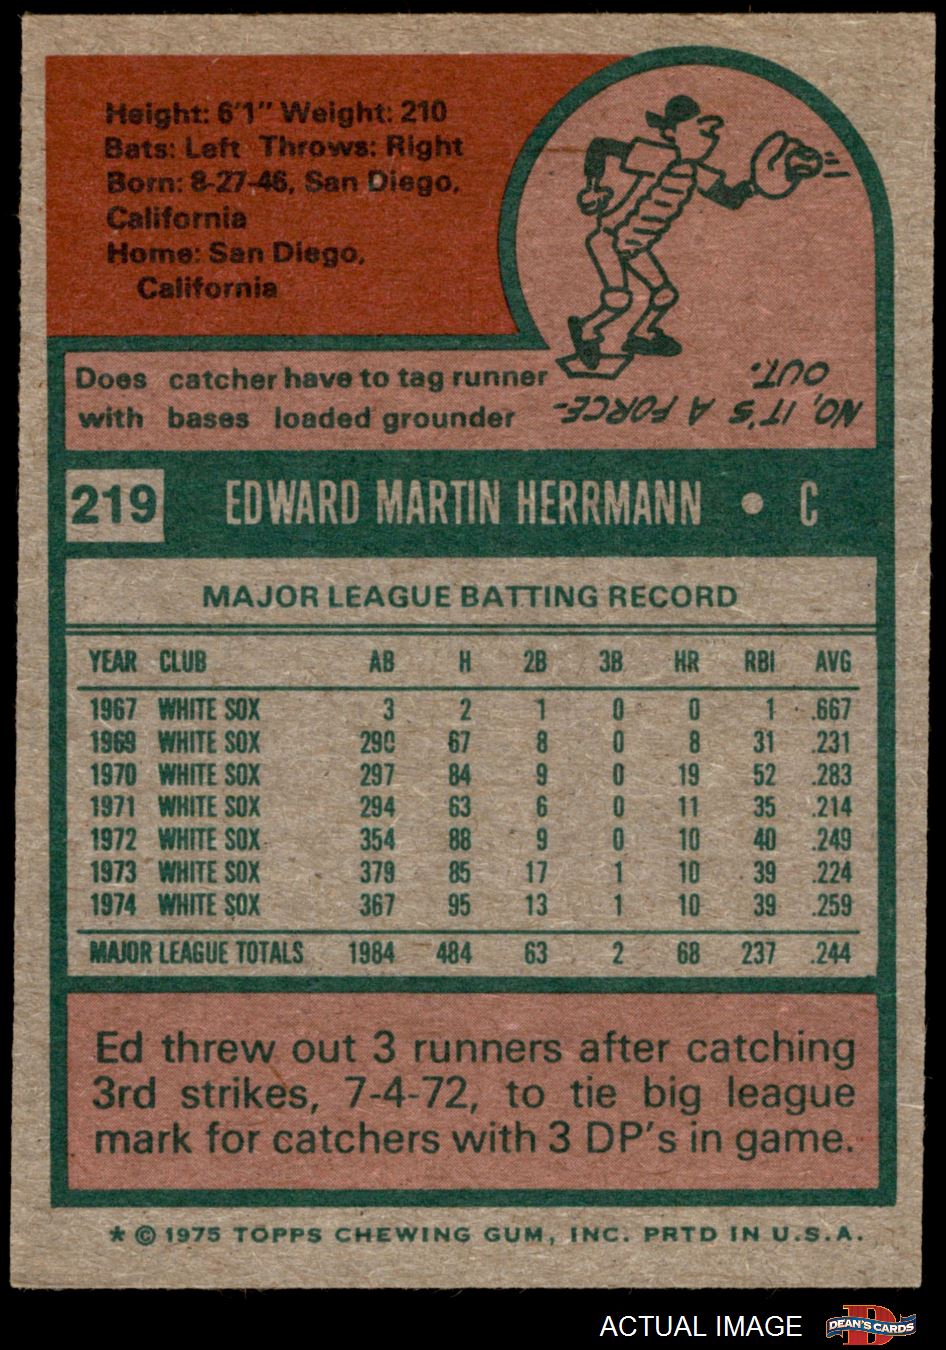 Height: 6'1" Weight: 210
Bats: Left Throws: Right
Born: 8-27-46, San Diego,
California
Home: San Diego,
California
Does catcher have to tag runner
with bases loaded grounder
NO, IT'S A FORCE-
OUT.
219 EDWARD MARTIN HERRMANN • C
MAJOR LEAGUE BATTING RECORD
YEAR CLUB AB H 2B 3B HR RBI AVG
1967 WHITE SOX 3 2 1 0 0 1 .667
1969 WHITE SOX 290 67 8 0 8 31 .231
1970 WHITE SOX 297 84 9 0 19 52 .283
1971 WHITE SOX 294 63 6 0 11 35 .214
1972 WHITE SOX 354 88 9 0 10 40 .249
1973 WHITE SOX 379 85 17 1 10 39 .224
1974 WHITE SOX 367 95 13 1 10 39 .259
MAJOR LEAGUE TOTALS 1984 484 63 2 68 237 .244
Ed threw out 3 runners after catching
3rd strikes, 7-4-72, to tie big league
mark for catchers with 3 DP's in game.
* © 1975 TOPPS CHEWING GUM, INC. PRTD IN U.S.A.
ACTUAL IMAGE
DEAN'S CARDS